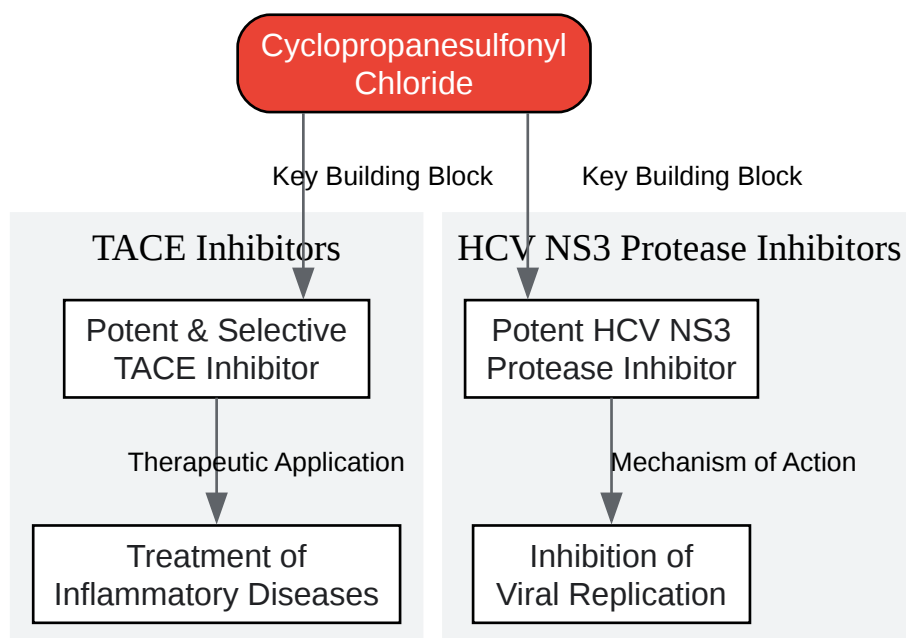 Cyclopropanesulfonyl
Chloride
Key Building Block
Key Building Block
TACE Inhibitors
HCV NS3 Protease Inhibitors
Potent & Selective
TACE Inhibitor
Potent HCV NS3
Protease Inhibitor
Therapeutic Application
Mechanism of Action
Treatment of
Inflammatory Diseases
Inhibition of
Viral Replication